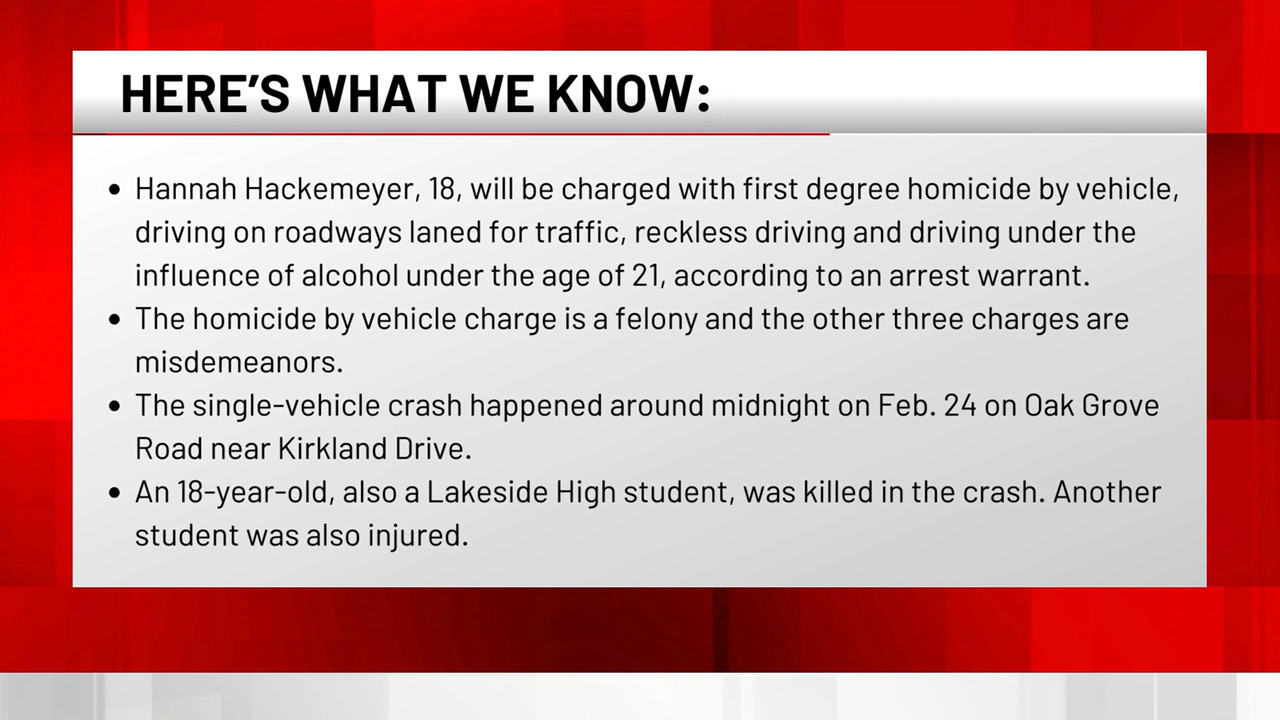 HERE’S WHAT WE KNOW:
• Hannah Hackemeyer, 18, will be charged with first degree homicide by vehicle,
driving on roadways laned for traffic, reckless driving and driving under the
influence of alcohol under the age of 21, according to an arrest warrant.
• The homicide by vehicle charge is a felony and the other three charges are
misdemeanors.
• The single-vehicle crash happened around midnight on Feb. 24 on Oak Grove
Road near Kirkland Drive.
• An 18-year-old, also a Lakeside High student, was killed in the crash. Another
student was also injured.